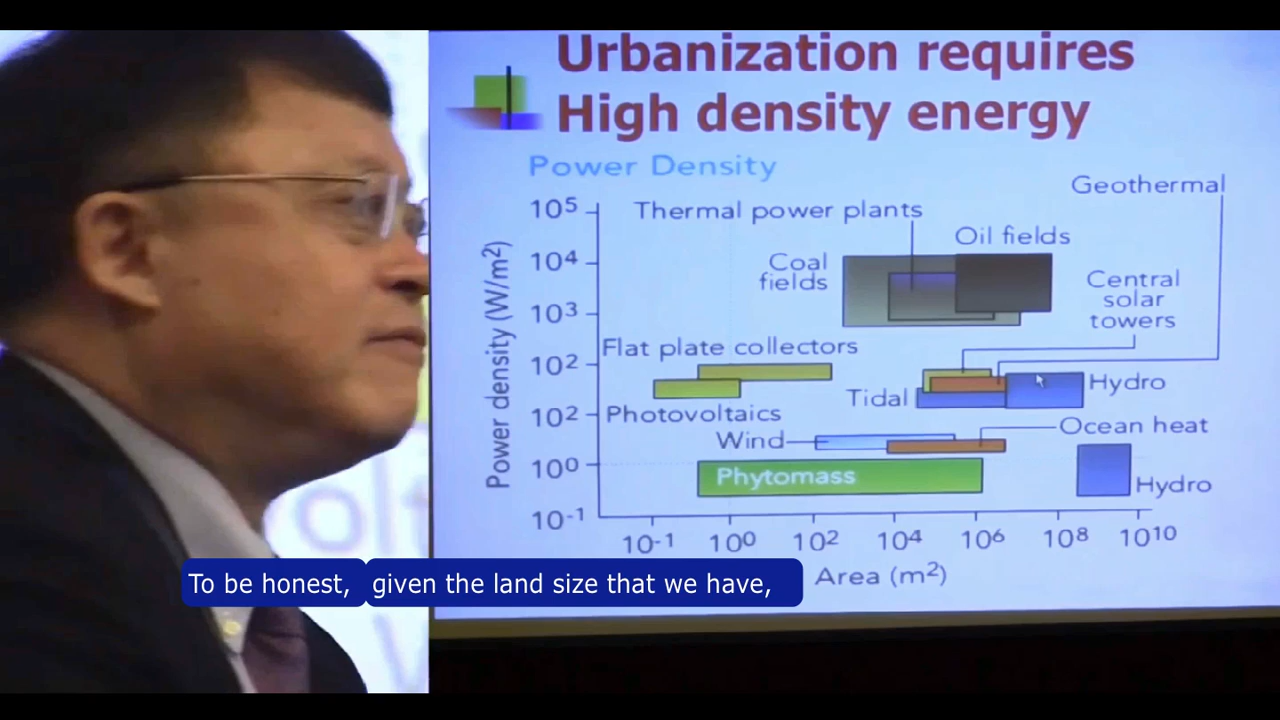 Urbanization requires
High density energy
Power Density
Geothermal
10⁵
Thermal power plants
Oil fields
10⁴
Coal
fields
Central
solar
towers
10³
Flat plate collectors
10²
Tidal
Hydro
10²
Photovoltaics
Wind
Ocean heat
10⁰
Phytomass
Hydro
10⁻¹
Power density (W/m²)
10⁻¹ 10⁰ 10² 10⁴ 10⁶ 10⁸ 10¹⁰
Area (m²)
To be honest, given the land size that we have,